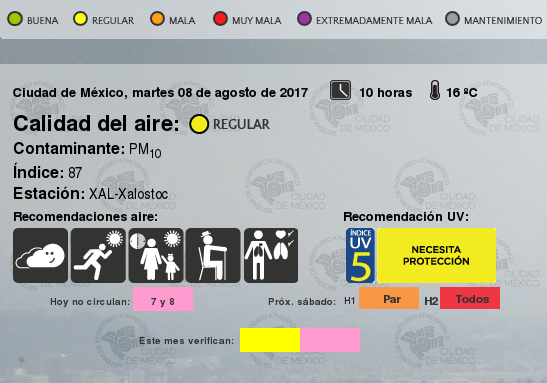 BUENA REGULAR MALA MUY MALA EXTREMADAMENTE MALA MANTENIMIENTO
Ciudad de México, martes 08 de agosto de 2017 10 horas 16 ºC
Calidad del aire: REGULAR
Contaminante: PM10
Índice: 87
Estación: XAL-Xalostoc
Recomendaciones aire: Recomendación UV:
ÍNDICE
UV
5
NECESITA
PROTECCIÓN
Hoy no circulan: 7 y 8 Próx. sábado: H1 Par H2 Todos
Este mes verifican: